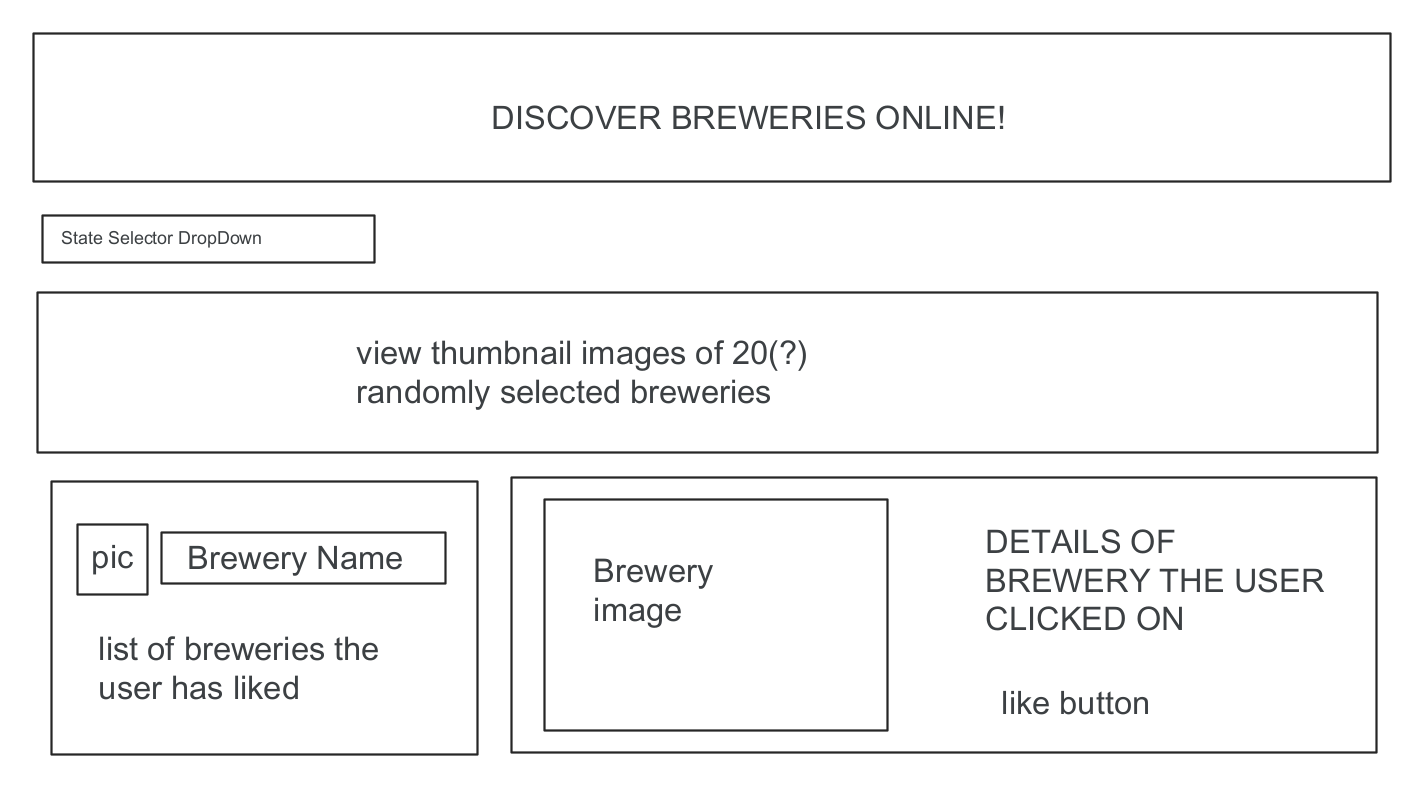 DISCOVER BREWERIES ONLINE!
State Selector DropDown
view thumbnail images of 20(?)
randomly selected breweries
pic
Brewery Name
list of breweries the
user has liked
Brewery
image
DETAILS OF
BREWERY THE USER
CLICKED ON
like button